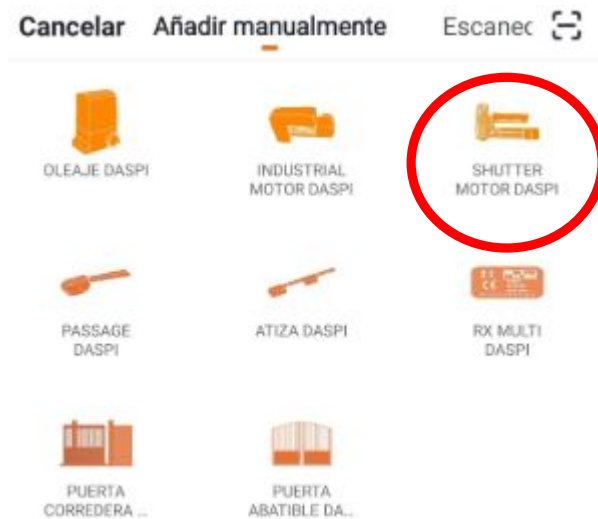 Cancelar Añadir manualmente Escanec
OLEAJE DASPI INDUSTRIAL SHUTTER
MOTOR DASPI MOTOR DASPI
PASSAGE ATIZA DASPI RX MULTI
DASPI DASPI
PUERTA PUERTA
CORREDERA ... ABATIBLE DA...